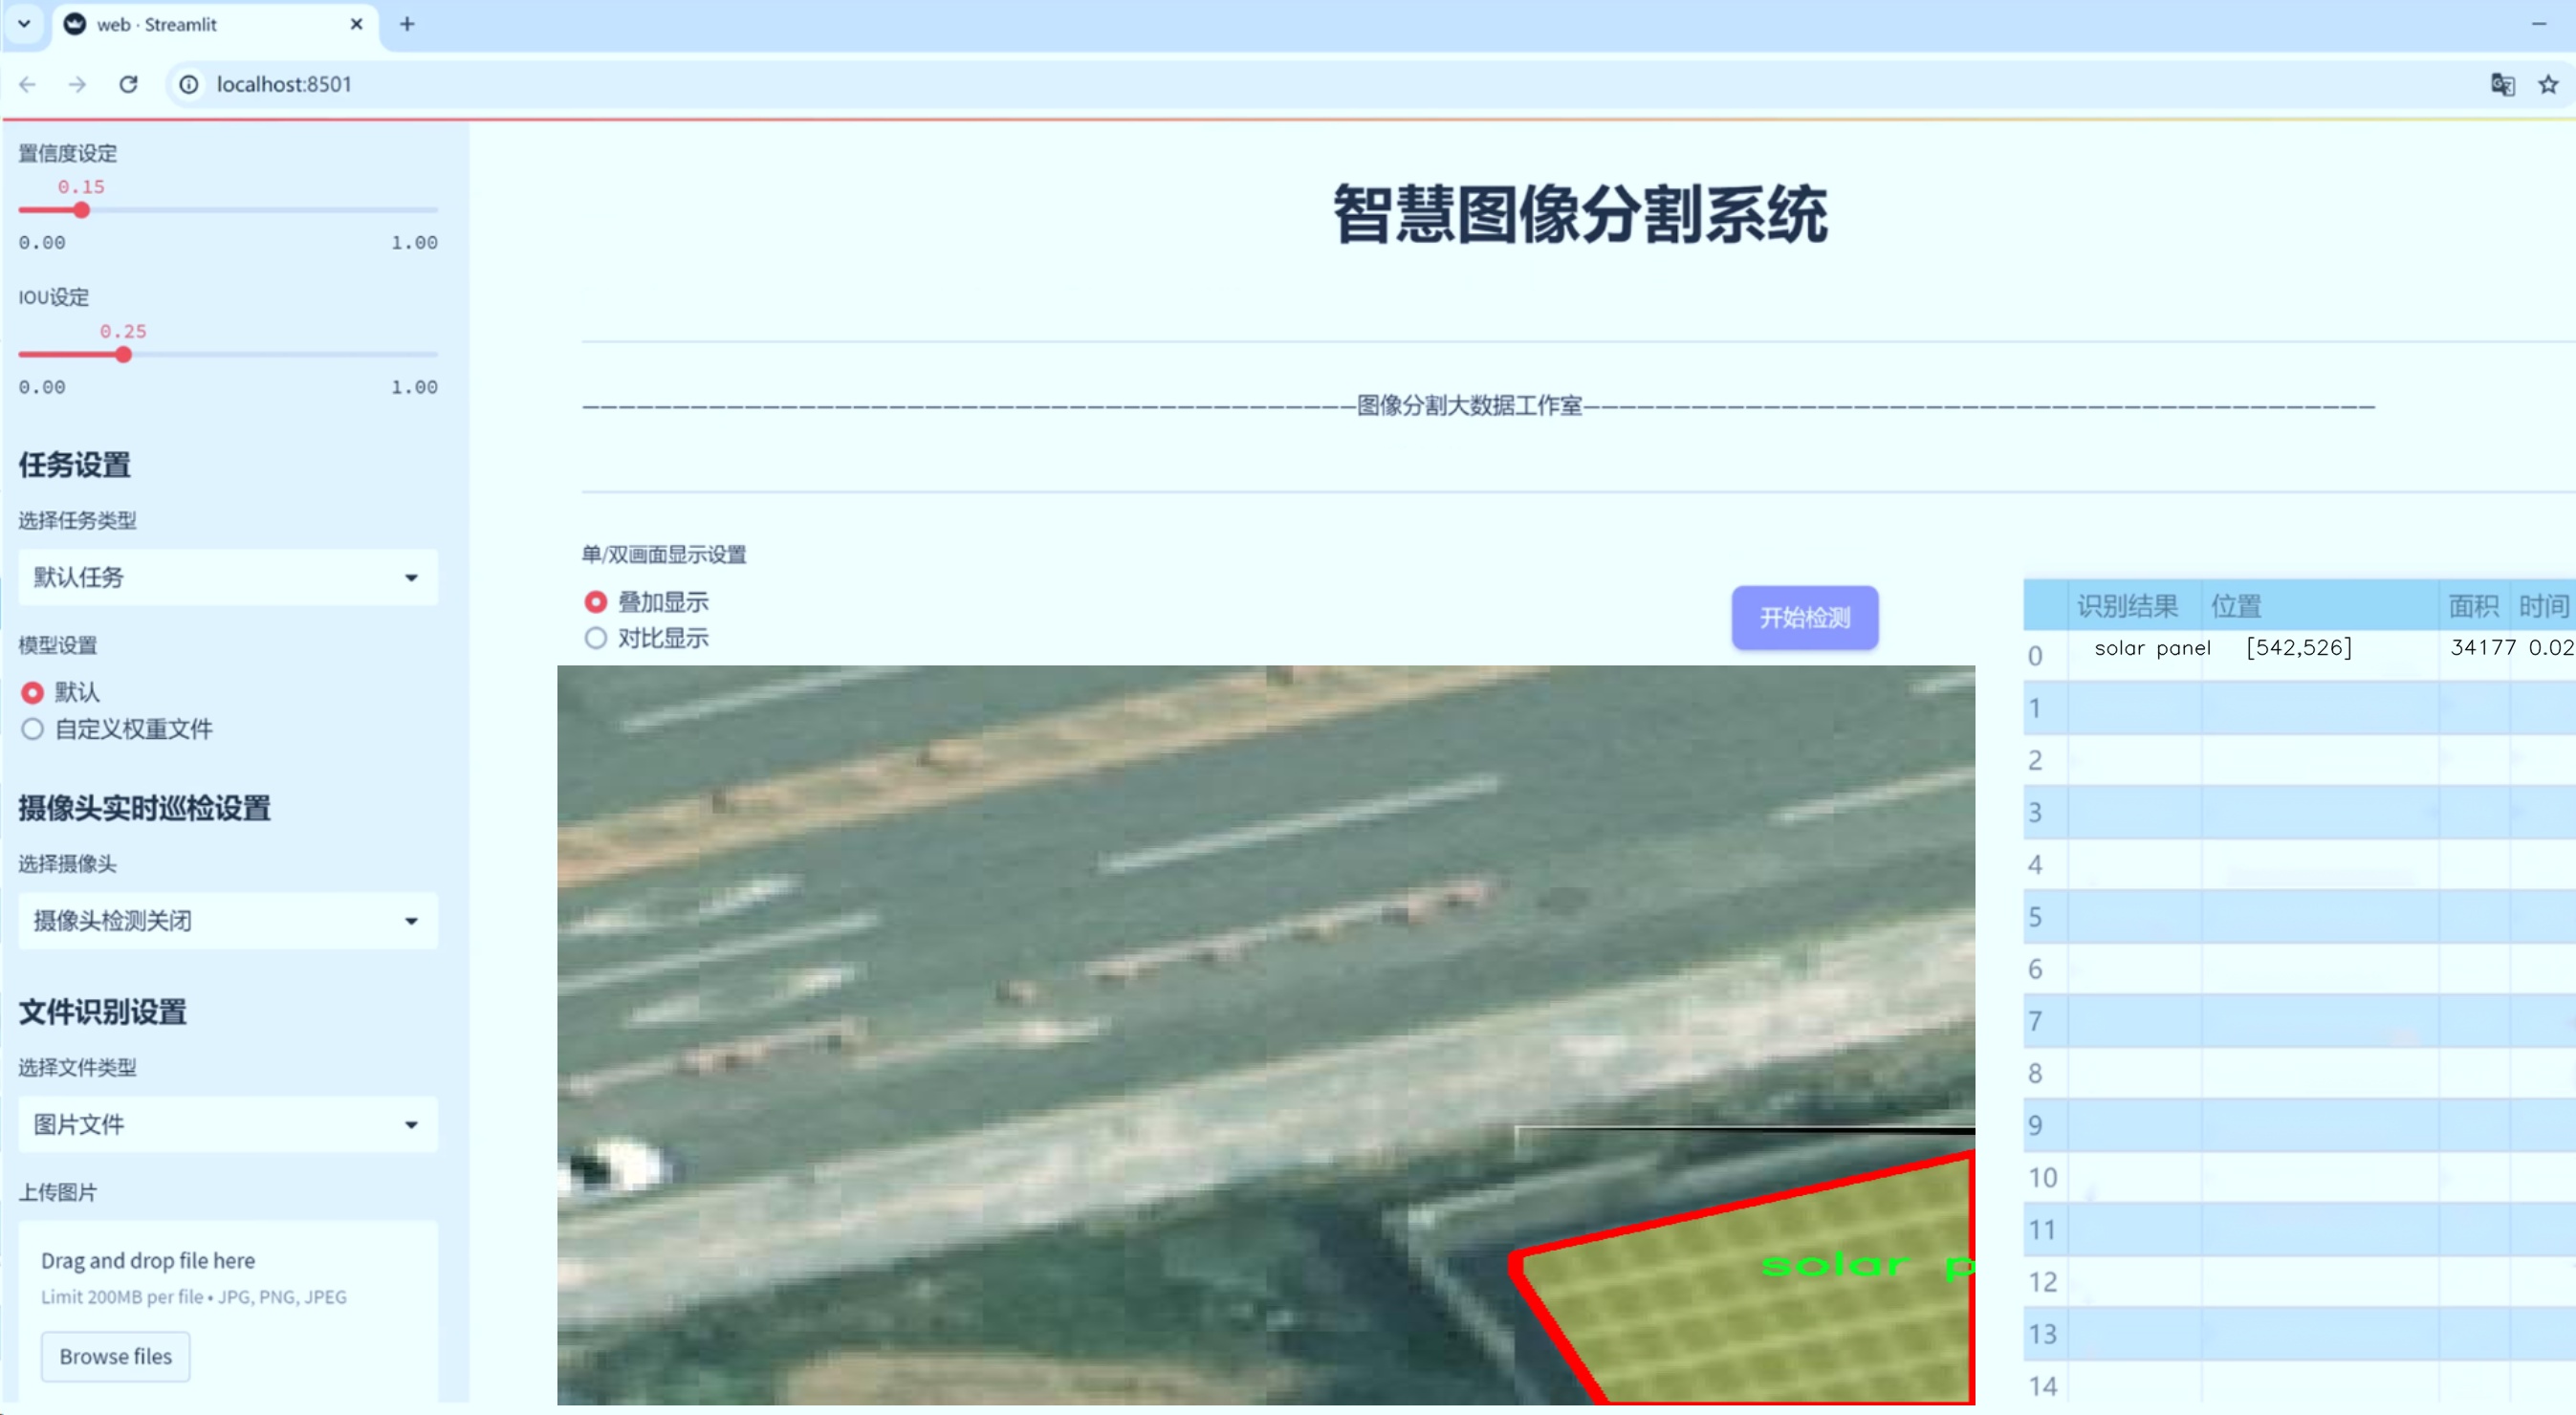 web · Streamlit
localhost:8501
置信度设定
0.15
0.00 1.00
IOU设定
0.25
0.00 1.00
任务设置
选择任务类型
默认任务
模型设置
默认
自定义权重文件
摄像头实时巡检设置
选择摄像头
摄像头检测关闭
文件识别设置
选择文件类型
图片文件
上传图片
Drag and drop file here
Limit 200MB per file • JPG, PNG, JPEG
Browse files
智慧图像分割系统
———————————————————————————————————————————图像分割大数据工作室————————————————————————————————————————————
单/双画面显示设置
叠加显示
对比显示
开始检测
solar p
识别结果 位置 面积 时间
0 solar panel [542,526] 34177 0.02
1
2
3
4
5
6
7
8
9
10
11
12
13
14